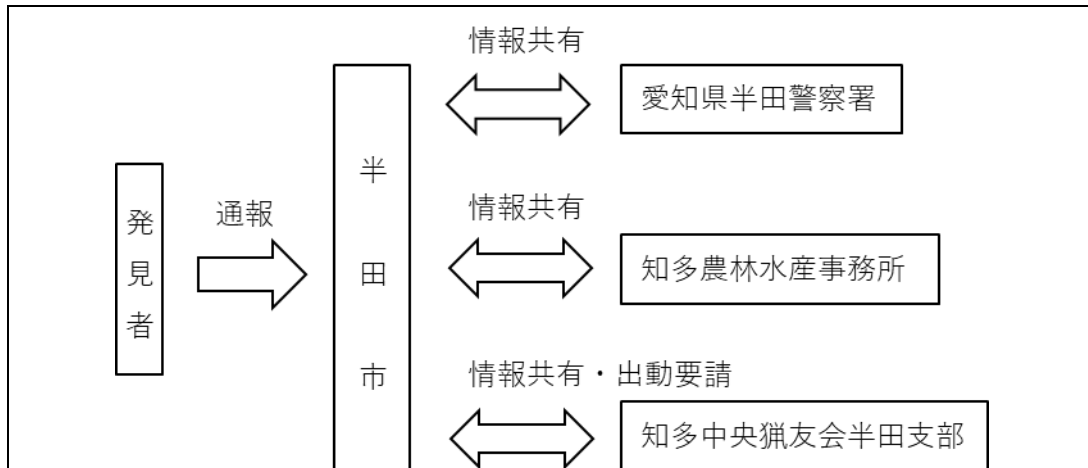 発見者
通報
半田市
情報共有
愛知県半田警察署
情報共有
知多農林水産事務所
情報共有・出動要請
知多中央猟友会半田支部